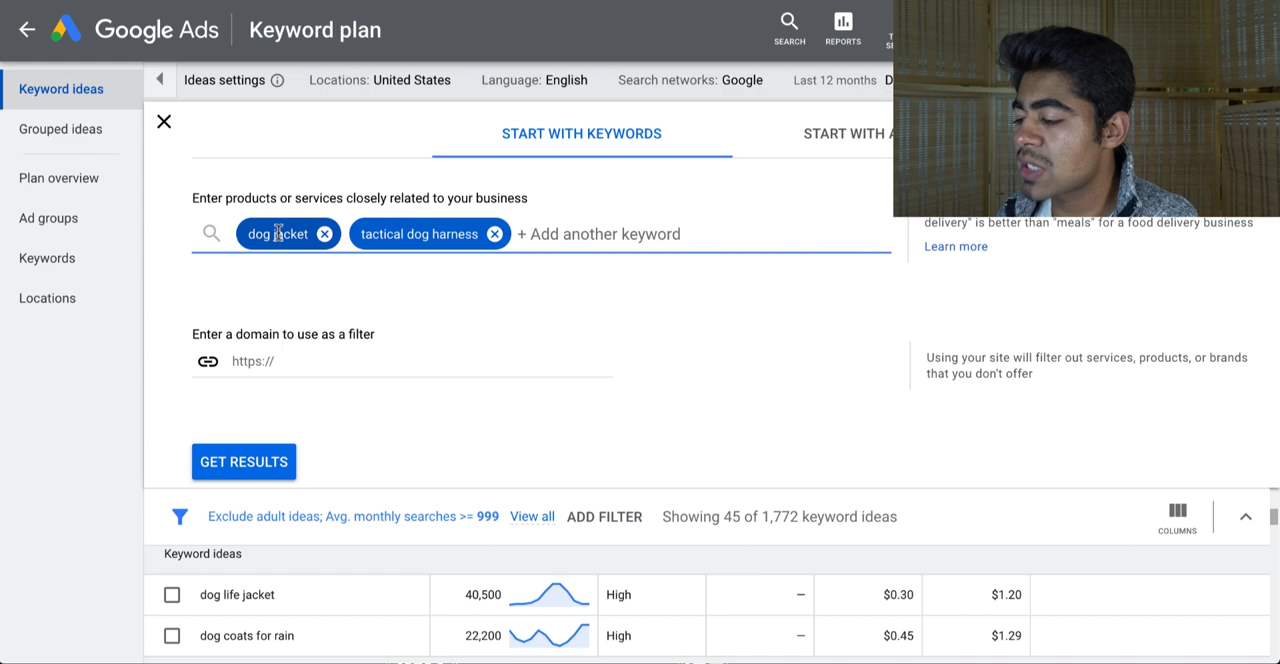 Google Ads Keyword plan
SEARCH
REPORTS
Keyword ideas
Grouped ideas
Plan overview
Ad groups
Keywords
Locations
Ideas settings Locations: United States Language: English Search networks: Google Last 12 months D
START WITH KEYWORDS
START WITH A
Enter products or services closely related to your business
dog jacket tactical dog harness + Add another keyword
delivery" is better than "meals" for a food delivery business
Learn more
Enter a domain to use as a filter
https://
Using your site will filter out services, products, or brands
that you don't offer
GET RESULTS
Exclude adult ideas; Avg. monthly searches >= 999 View all ADD FILTER Showing 45 of 1,772 keyword ideas
COLUMNS
Keyword ideas
dog life jacket 40,500 High – $0.30 $1.20
dog coats for rain 22,200 High – $0.45 $1.29